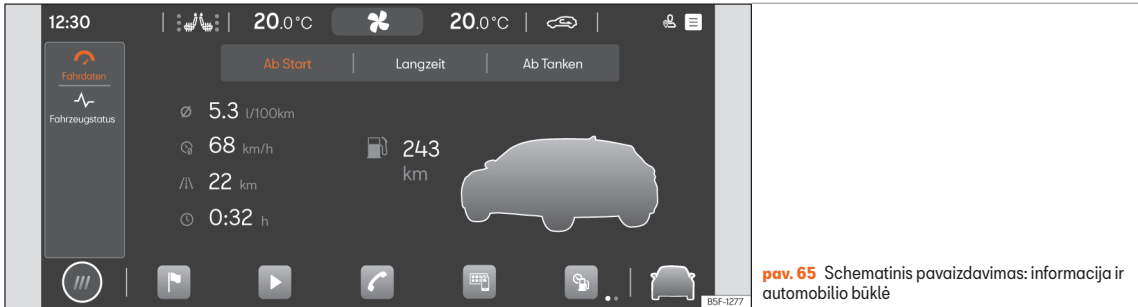 12:30
20.0°C
20.0°C
Fahrdaten
Fahrzeugstatus
Ab Start
Langzeit
Ab Tanken
Ø 5.3 l/100km
68 km/h
22 km
0:32 h
243
km
B5F-1277
pav. 65 Schematinis pavaizdavimas: informacija ir
automobilio būklė